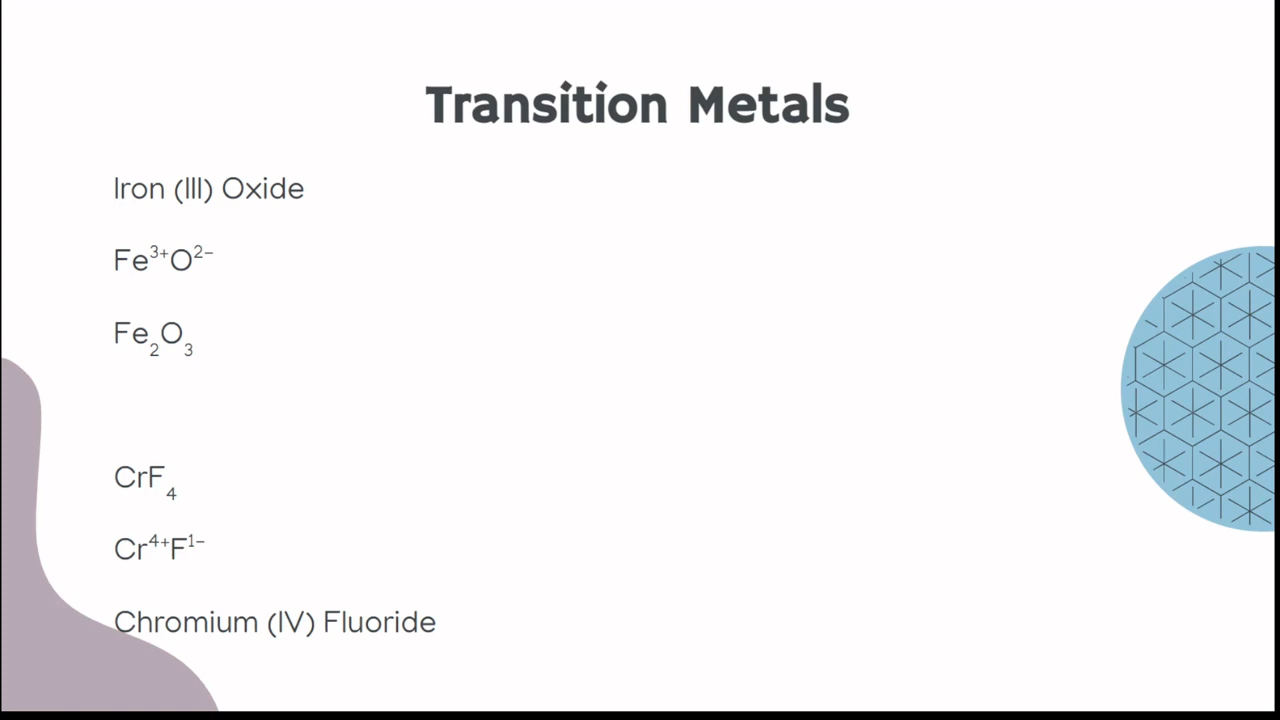 Transition Metals
Iron (III) Oxide
Fe³⁺O²⁻
Fe₂O₃
CrF₄
Cr⁴⁺F¹⁻
Chromium (IV) Fluoride